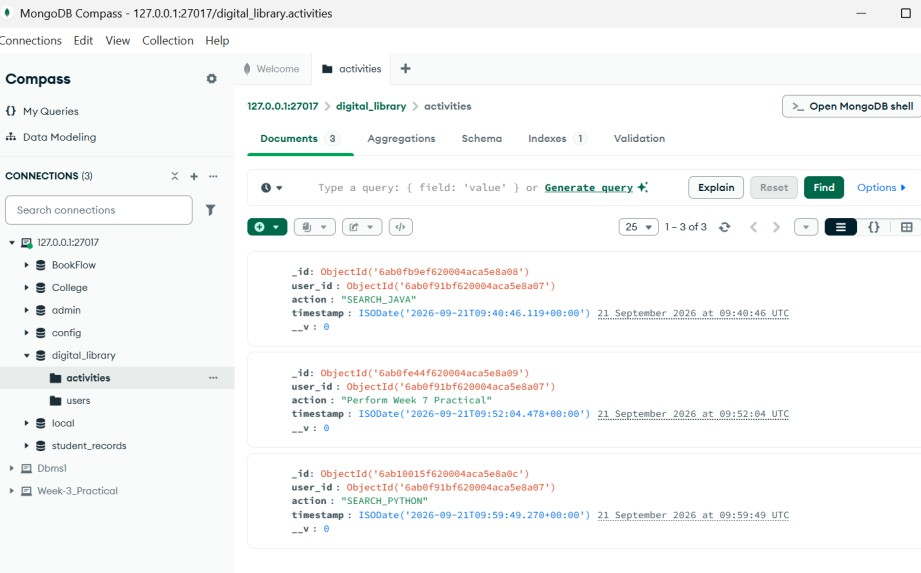 MongoDB Compass - 127.0.0.1:27017/digital_library.activities
Connections Edit View Collection Help
Compass
My Queries
Data Modeling
CONNECTIONS (3)
Search connections
127.0.0.1:27017
BookFlow
College
admin
config
digital_library
activities
users
local
student_records
Dbms1
Week-3_Practical
Welcome
activities
127.0.0.1:27017 > digital_library > activities
>_ Open MongoDB shell
Documents 3 Aggregations Schema Indexes 1 Validation
Type a query: { field: 'value' } or Generate query
Explain Reset Find Options
25 1 – 3 of 3
_id: ObjectId('6ab0fb9ef620004aca5e8a08')
user_id : ObjectId('6ab0f91bf620004aca5e8a07')
action : "SEARCH_JAVA"
timestamp : ISODate('2026-09-21T09:40:46.119+00:00') 21 September 2026 at 09:40:46 UTC
__v : 0
_id: ObjectId('6ab0fe44f620004aca5e8a09')
user_id : ObjectId('6ab0f91bf620004aca5e8a07')
action : "Perform Week 7 Practical"
timestamp : ISODate('2026-09-21T09:52:04.478+00:00') 21 September 2026 at 09:52:04 UTC
__v : 0
_id: ObjectId('6ab10015f620004aca5e8a0c')
user_id : ObjectId('6ab0f91bf620004aca5e8a07')
action : "SEARCH_PYTHON"
timestamp : ISODate('2026-09-21T09:59:49.270+00:00') 21 September 2026 at 09:59:49 UTC
__v : 0